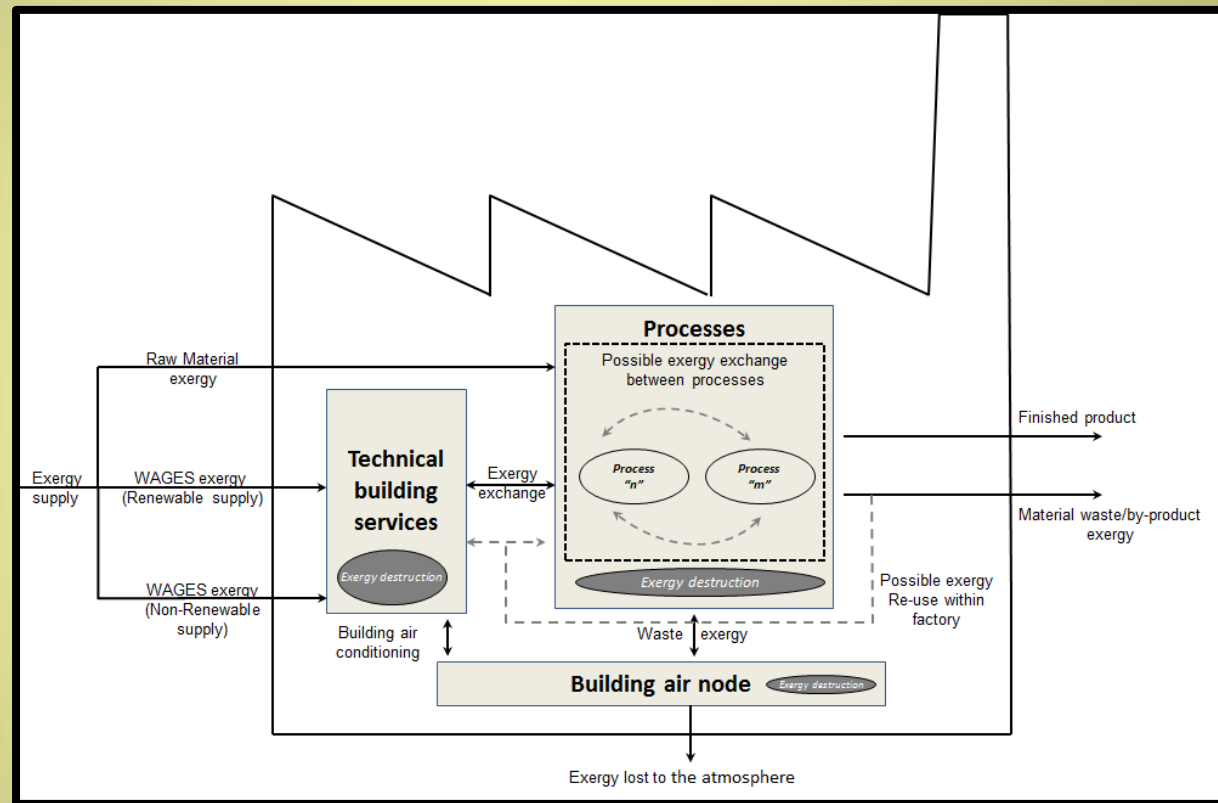 Processes
Possible exergy exchange
between processes
Raw Material
exergy
Finished product
Technical
building
services
Process
“n”
Process
“m”
Exergy
supply
WAGES exergy
(Renewable supply)
Exergy
exchange
Material waste/by-product
exergy
Exergy destruction
Exergy destruction
WAGES exergy
(Non-Renewable
supply)
Possible exergy
Re-use within
factory
Building air
conditioning
Waste exergy
Building air node
Exergy destruction
Exergy lost to the atmosphere